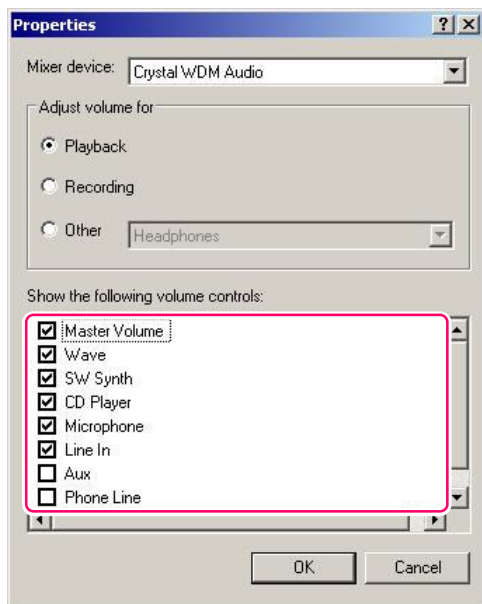 Properties
Mixer device: Crystal WDM Audio
Adjust volume for
Playback
Recording
Other Headphones
Show the following volume controls:
Master Volume
Wave
SW Synth
CD Player
Microphone
Line In
Aux
Phone Line
OK Cancel